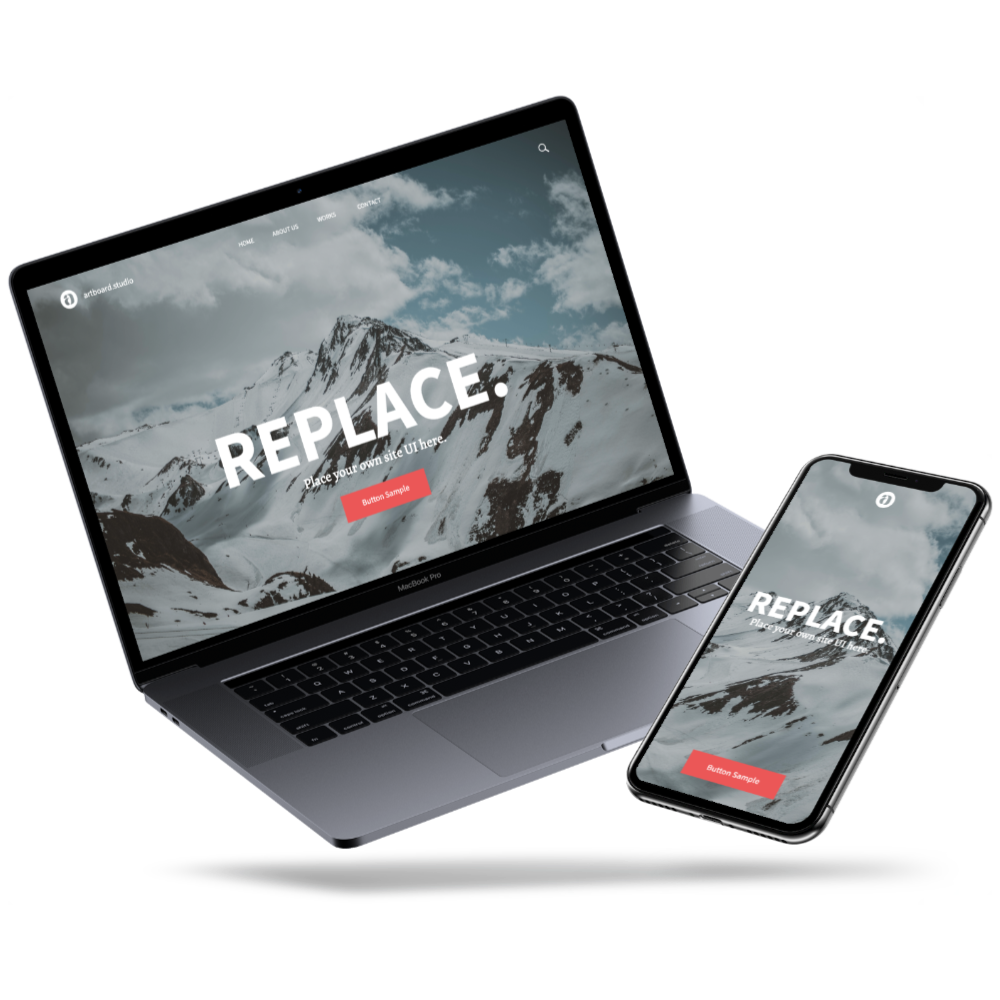 HOME ABOUT US WORKS CONTACT
artboard.studio
REPLACE.
Place your own site UI here.
Button Sample
MacBook Pro
REPLACE.
Place your own site UI here.
Button Sample